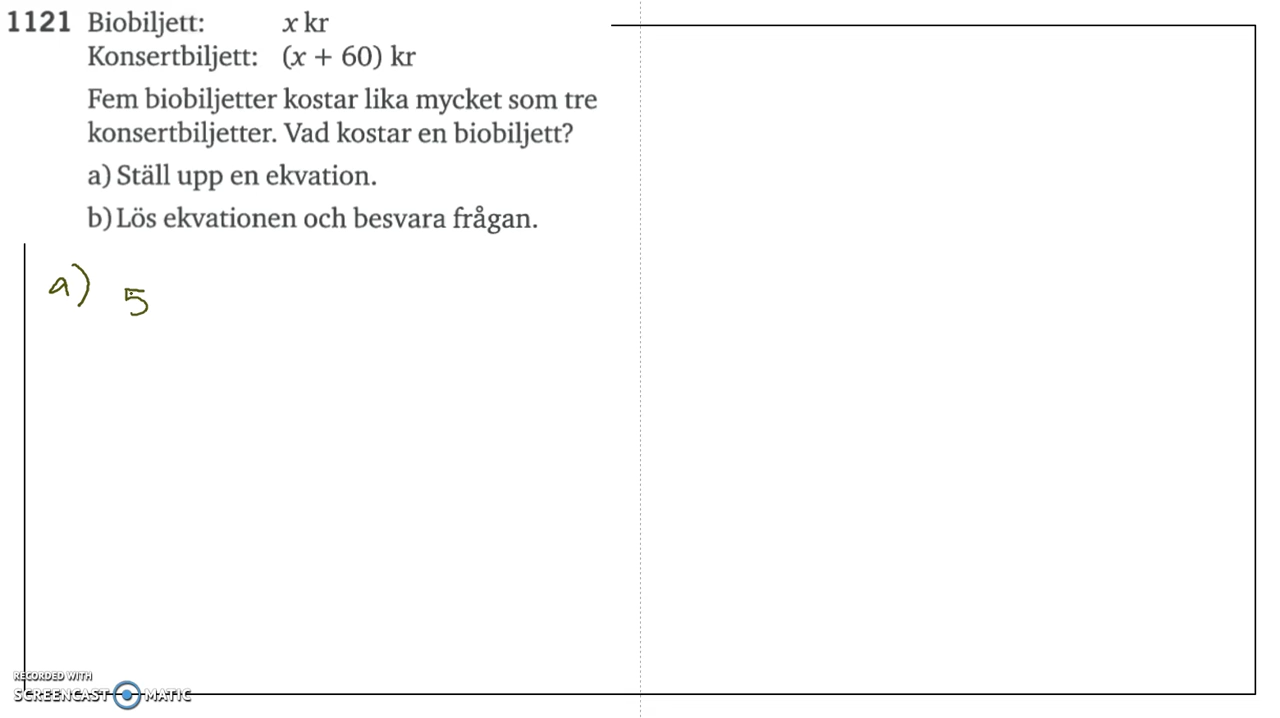 1121 Biobiljett: x kr
Konsertbiljett: (x + 60) kr
Fem biobiljetter kostar lika mycket som tre
konsertbiljetter. Vad kostar en biobiljett?
a) Ställ upp en ekvation.
b) Lös ekvationen och besvara frågan.
a) 5
RECORDED WITH
SCREENCAST MATIC